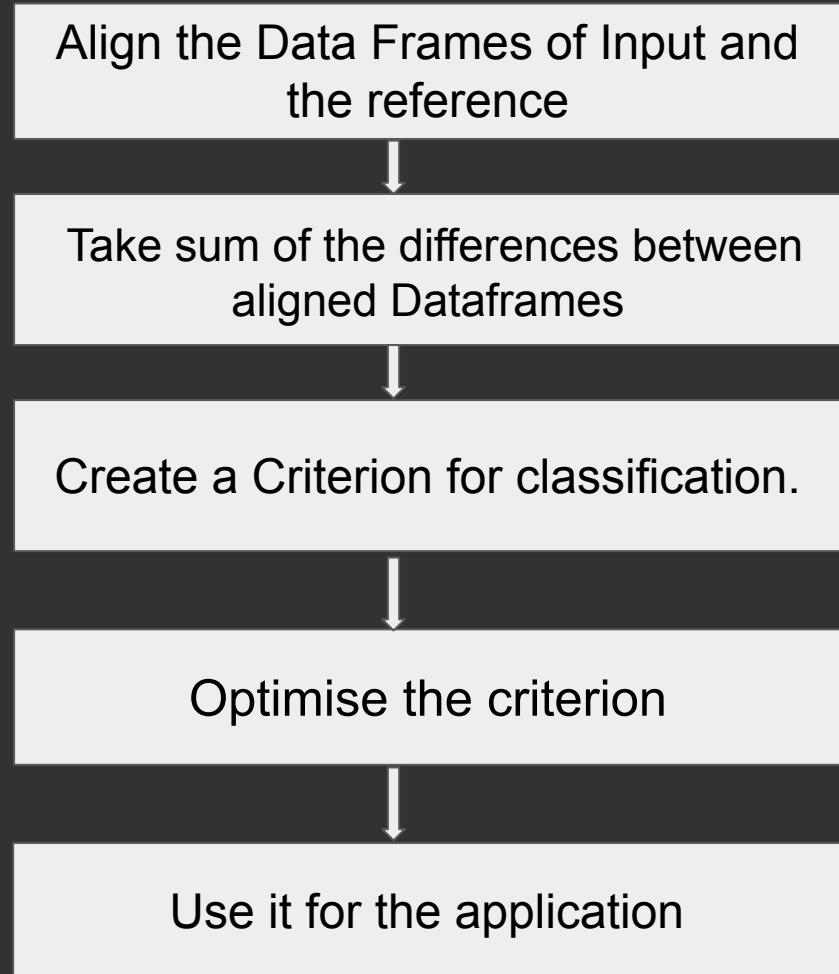 Align the Data Frames of Input and
the reference
Take sum of the differences between
aligned Dataframes
Create a Criterion for classification.
Optimise the criterion
Use it for the application